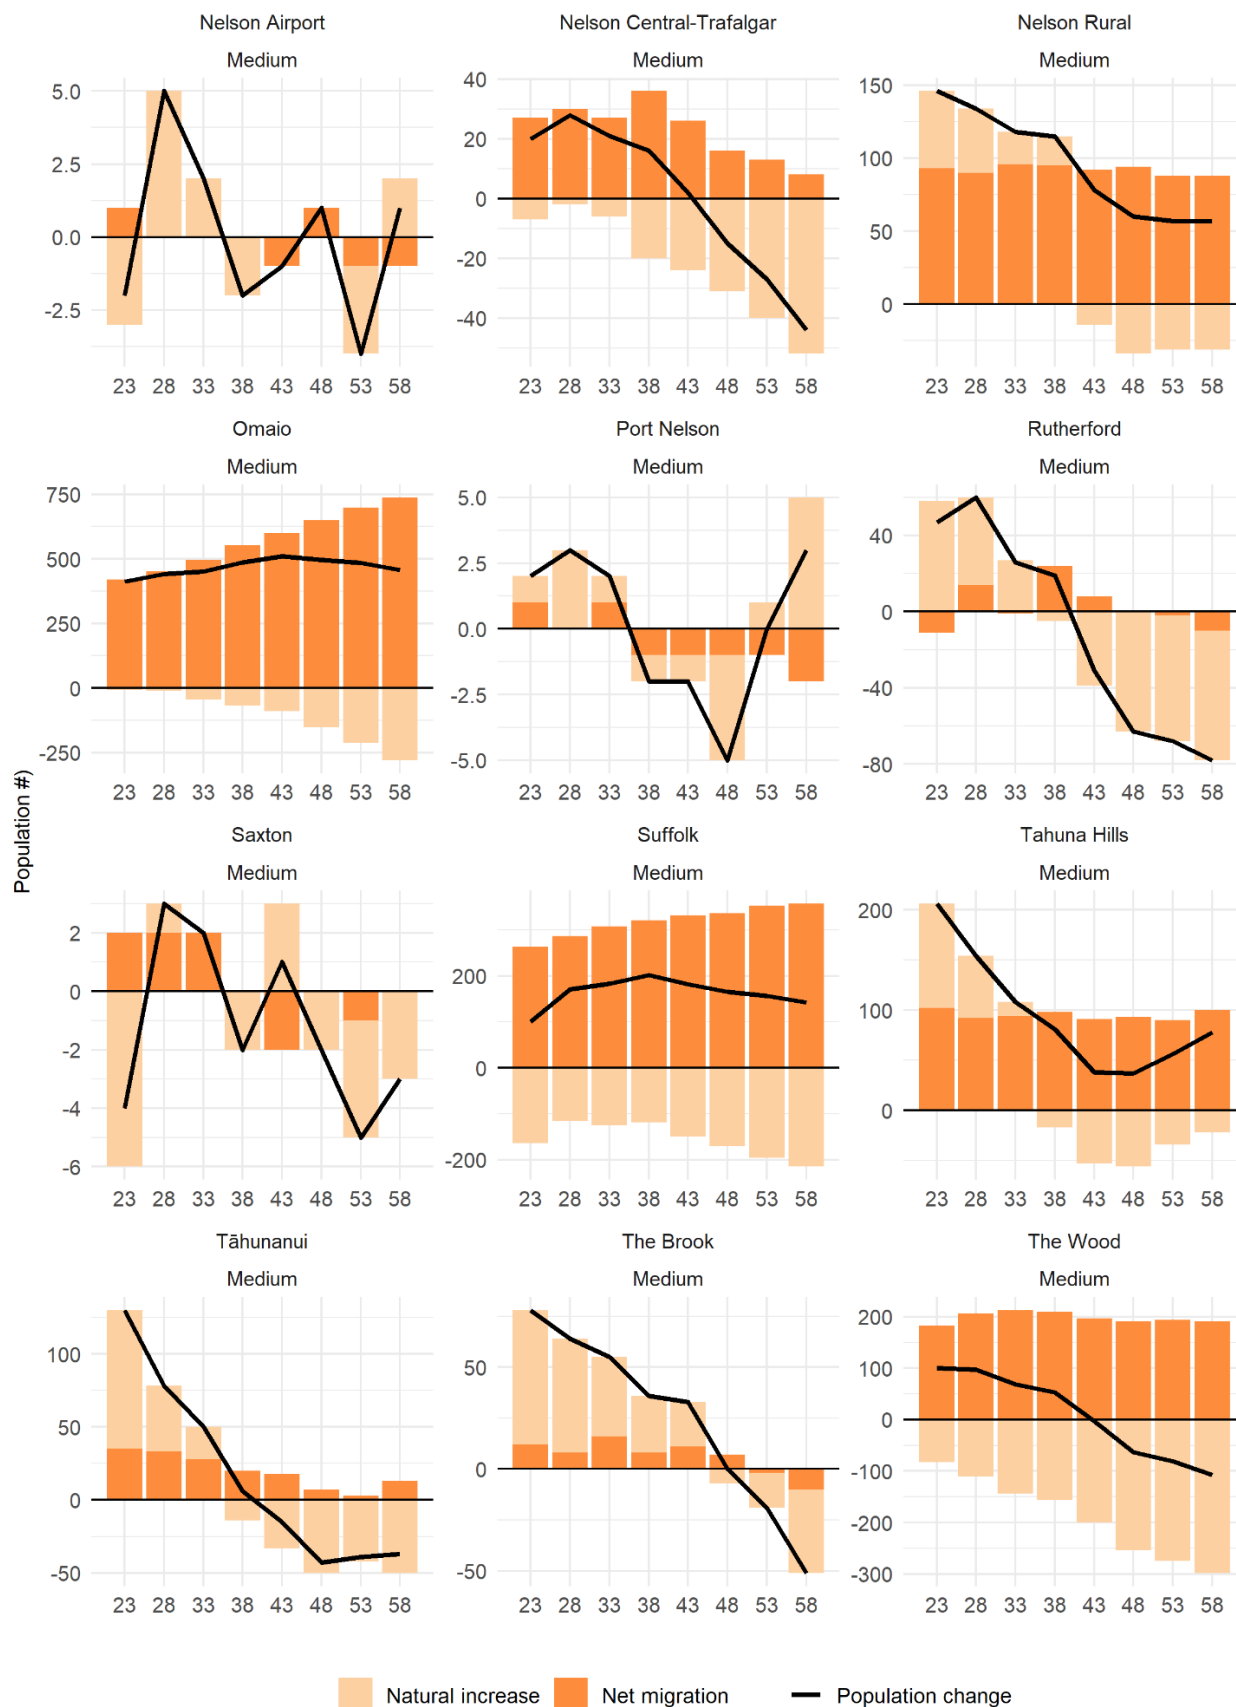 Nelson Airport
Nelson Central-Trafalgar
Nelson Rural
Medium
Medium
Medium
5.0
2.5
0.0
-2.5
40
20
0
-20
-40
150
100
50
0
23 28 33 38 43 48 53 58
23 28 33 38 43 48 53 58
23 28 33 38 43 48 53 58
Omaio
Port Nelson
Rutherford
Medium
Medium
Medium
750
500
250
0
-250
5.0
2.5
0.0
-2.5
-5.0
40
0
-40
-80
23 28 33 38 43 48 53 58
23 28 33 38 43 48 53 58
23 28 33 38 43 48 53 58
Population #)
Saxton
Suffolk
Tahuna Hills
Medium
Medium
Medium
2
0
-2
-4
-6
200
0
-200
200
100
0
23 28 33 38 43 48 53 58
23 28 33 38 43 48 53 58
23 28 33 38 43 48 53 58
Tāhunanui
The Brook
The Wood
Medium
Medium
Medium
100
50
0
-50
50
0
-50
200
100
0
-100
-200
-300
23 28 33 38 43 48 53 58
23 28 33 38 43 48 53 58
23 28 33 38 43 48 53 58
Natural increase Net migration Population change